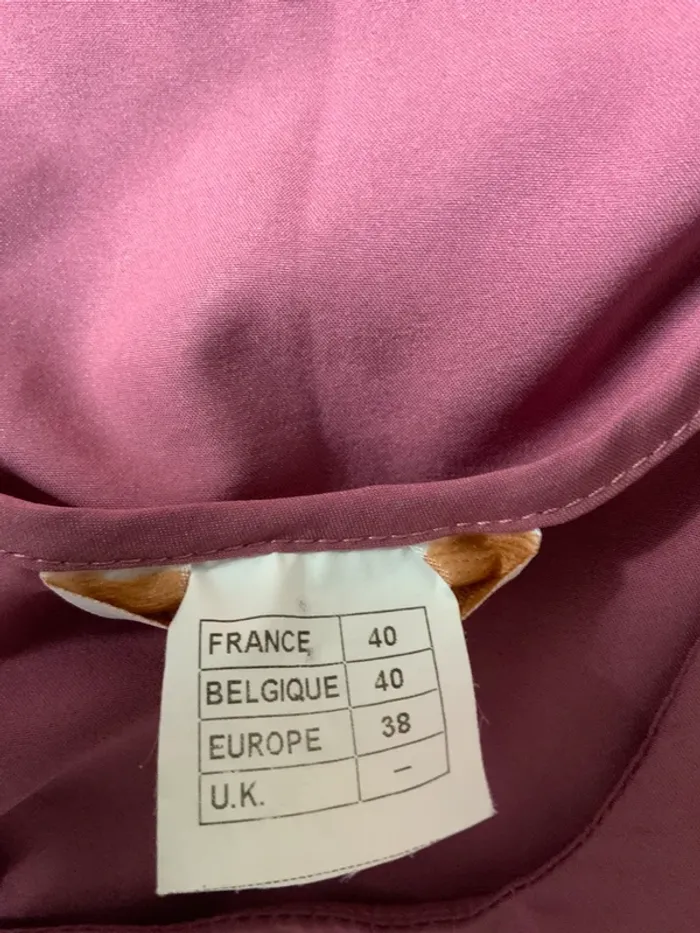 FRANCE 40
BELGIQUE 40
EUROPE 38
U.K. –